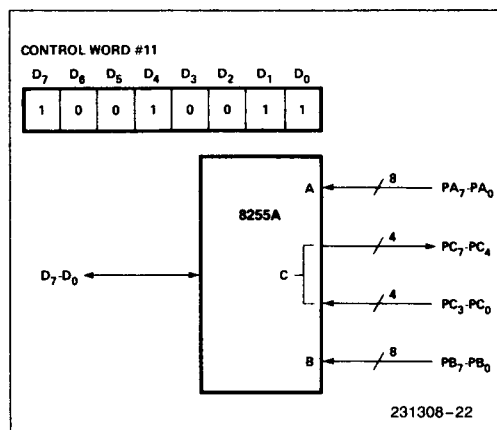 CONTROL WORD #11
D7 D6 D5 D4 D3 D2 D1 D0
1 0 0 1 0 0 1 1
A 8 PA7-PA0
8255A
4 PC7-PC4
D7-D0 C
4 PC3-PC0
B 8 PB7-PB0
231308-22